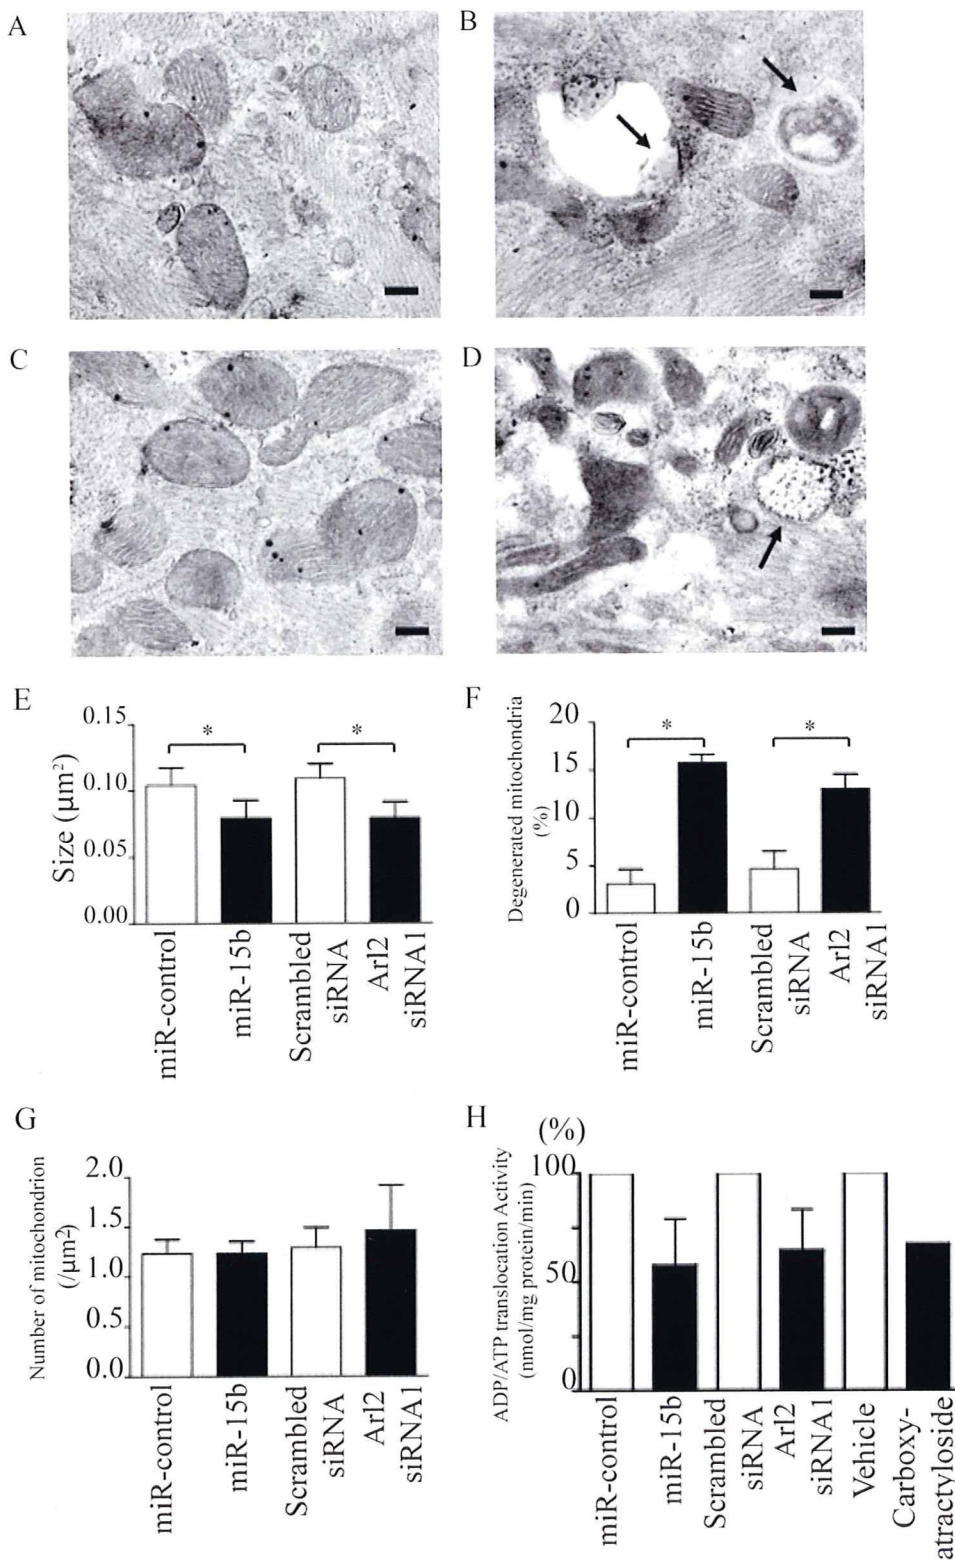 A
B
C
D
E
Size (μm²)
0.15
0.10
0.05
0.00
*
*
miR-control
miR-15b
Scrambled
siRNA
Arl2
siRNA1
F
Degenerated mitochondria
(%)
20
15
10
5
0
*
*
miR-control
miR-15b
Scrambled
siRNA
Arl2
siRNA1
G
Number of mitochondrion
(/μm²)
2.0
1.5
1.0
0.5
0.0
miR-control
miR-15b
Scrambled
siRNA
Arl2
siRNA1
H
(%)
ADP/ATP translocation Activity
(nmol/mg protein/min)
100
50
0
miR-control
miR-15b
Scrambled
siRNA
Arl2
siRNA1
Vehicle
Carboxy-
atractyloside